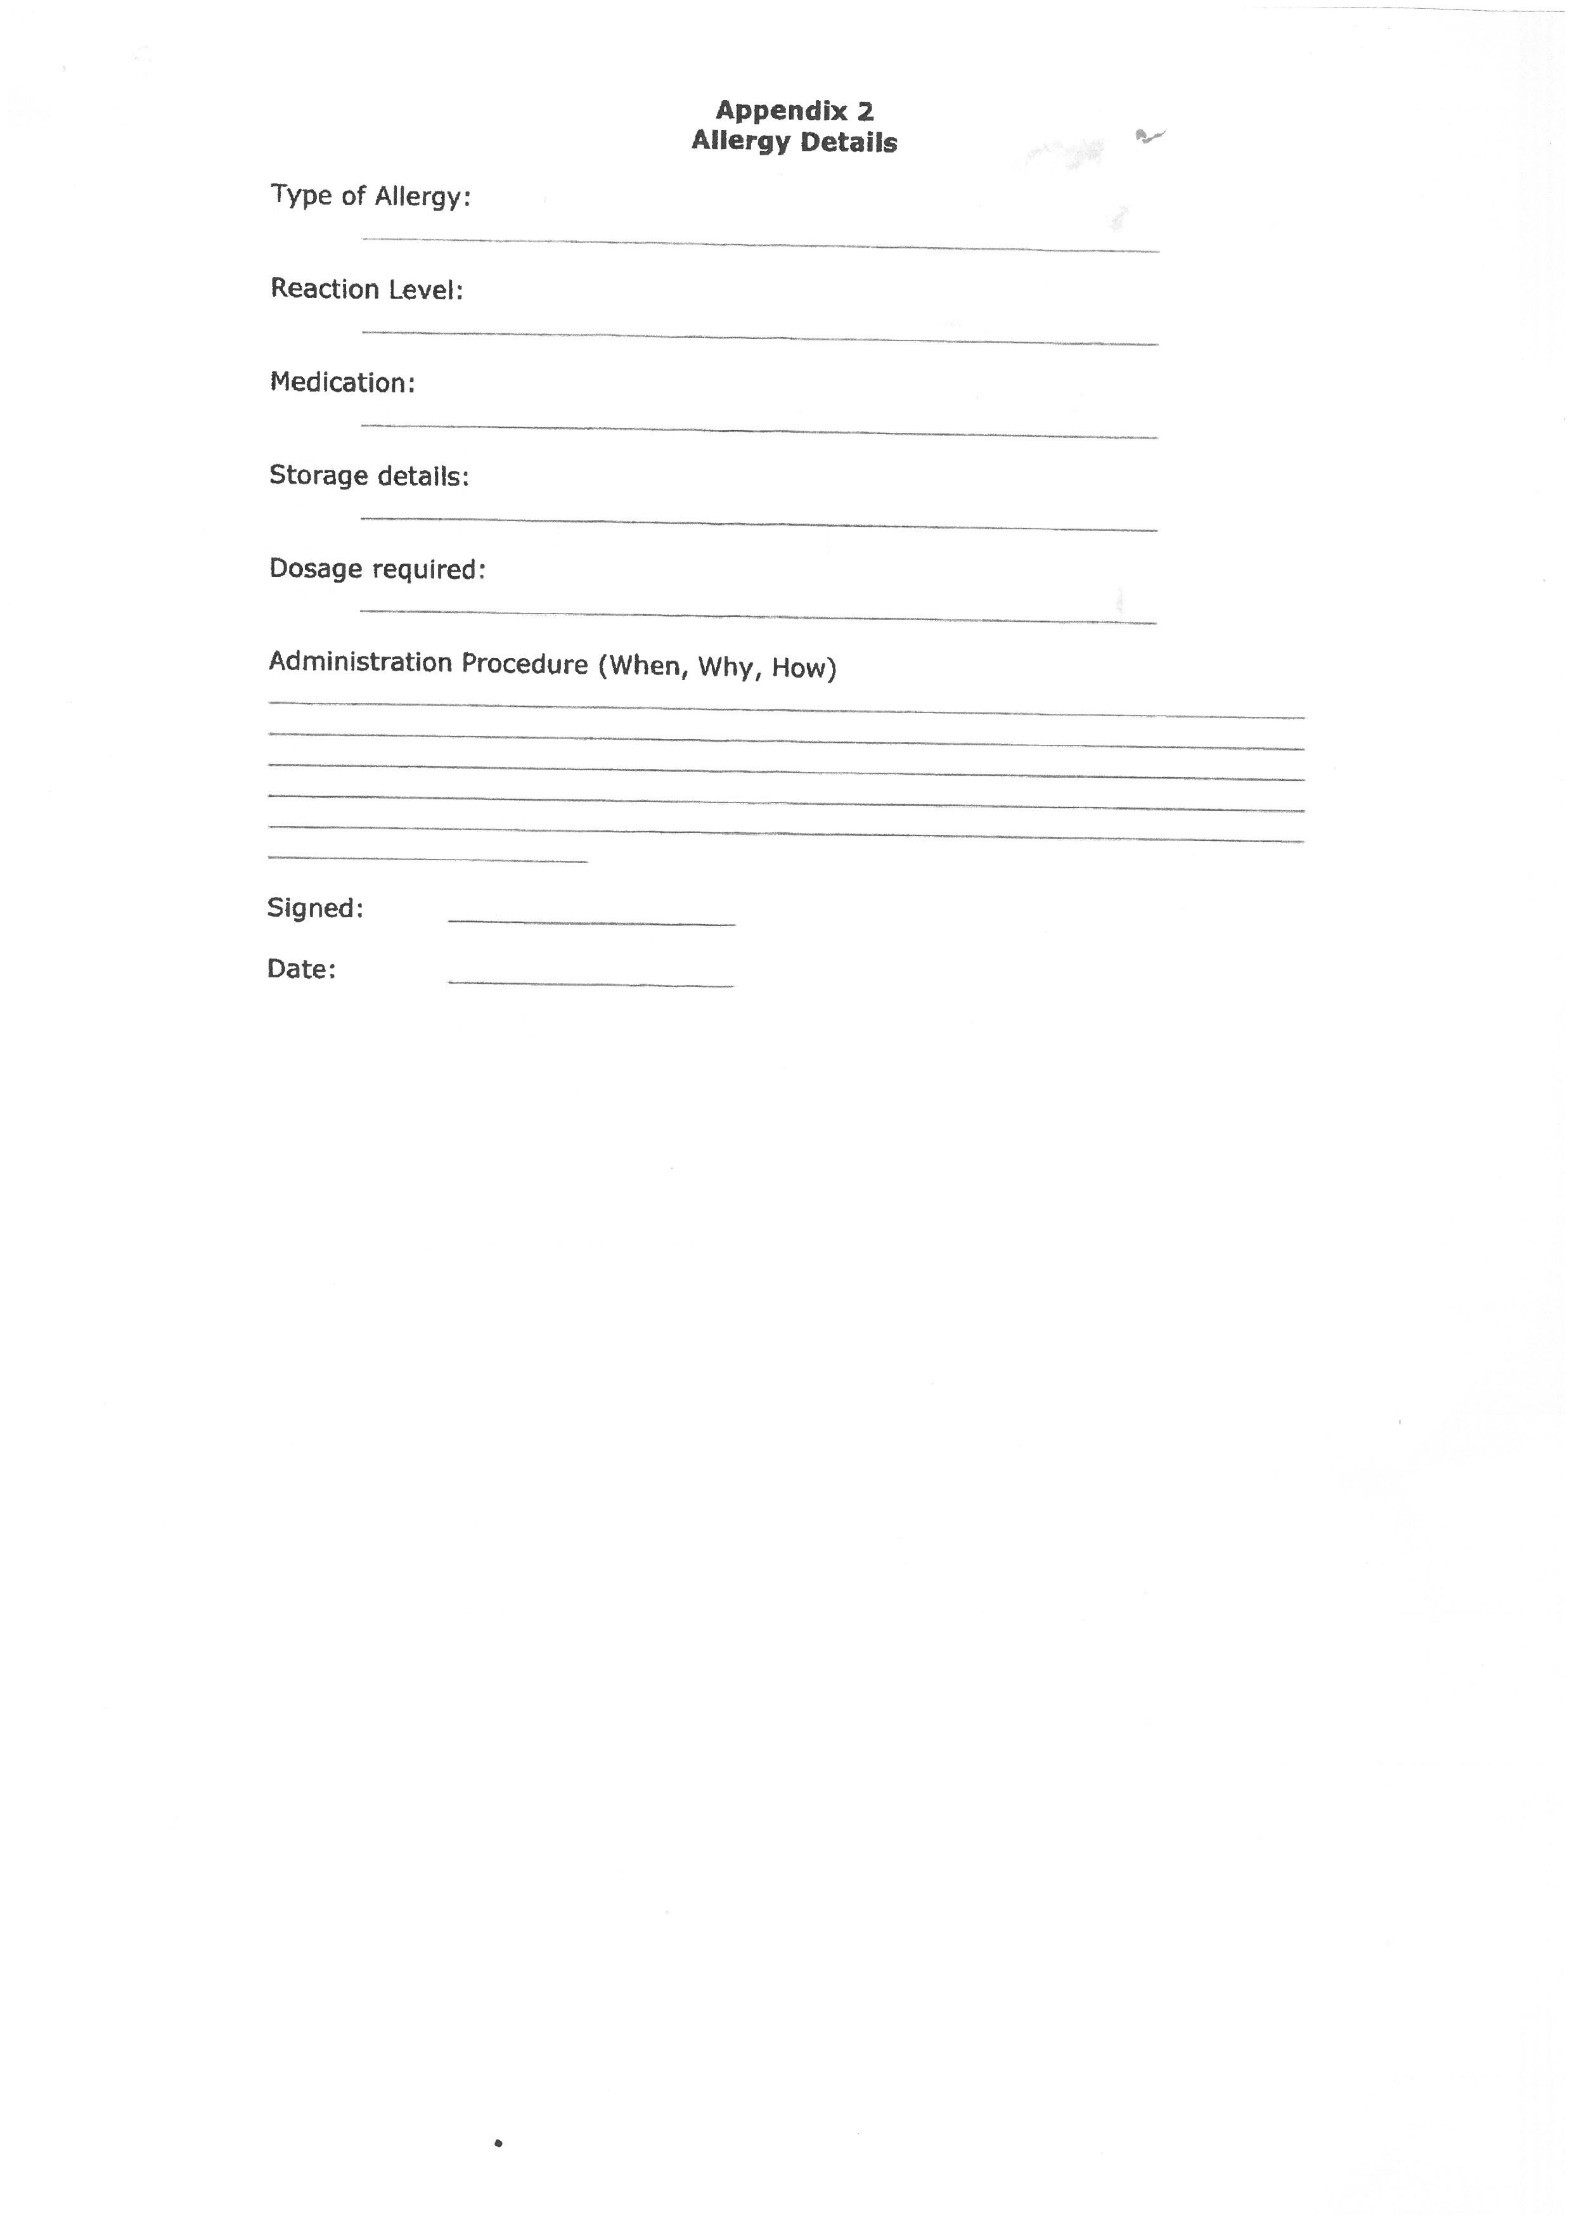 Appendix 2
Allergy Details
Type of Allergy:
Reaction Level:
Medication:
Storage details:
Dosage required:
Administration Procedure (When, Why, How)
Signed:
Date: